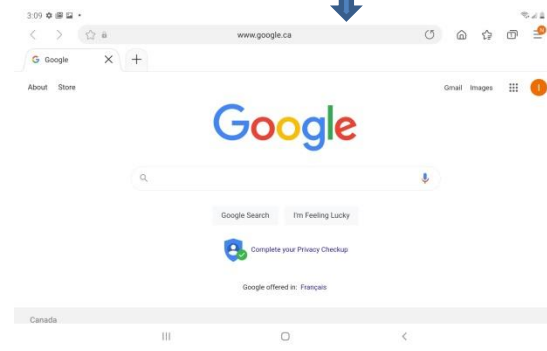 3:09
www.google.ca
G Google
About Store
Gmail Images
Google
Google Search I'm Feeling Lucky
Complete your Privacy Checkup
Google offered in: Français
Canada